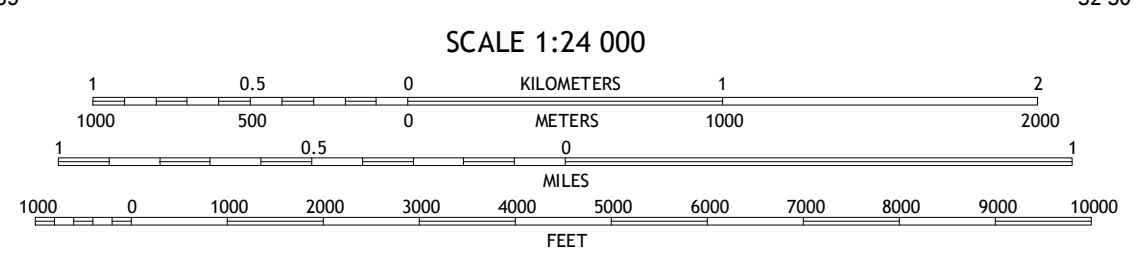 SCALE 1:24 000
1 0.5 0 KILOMETERS 1 2
1000 500 0 METERS 1000 2000
1 0.5 0 1
MILES
1000 0 1000 2000 3000 4000 5000 6000 7000 8000 9000 10000
FEET